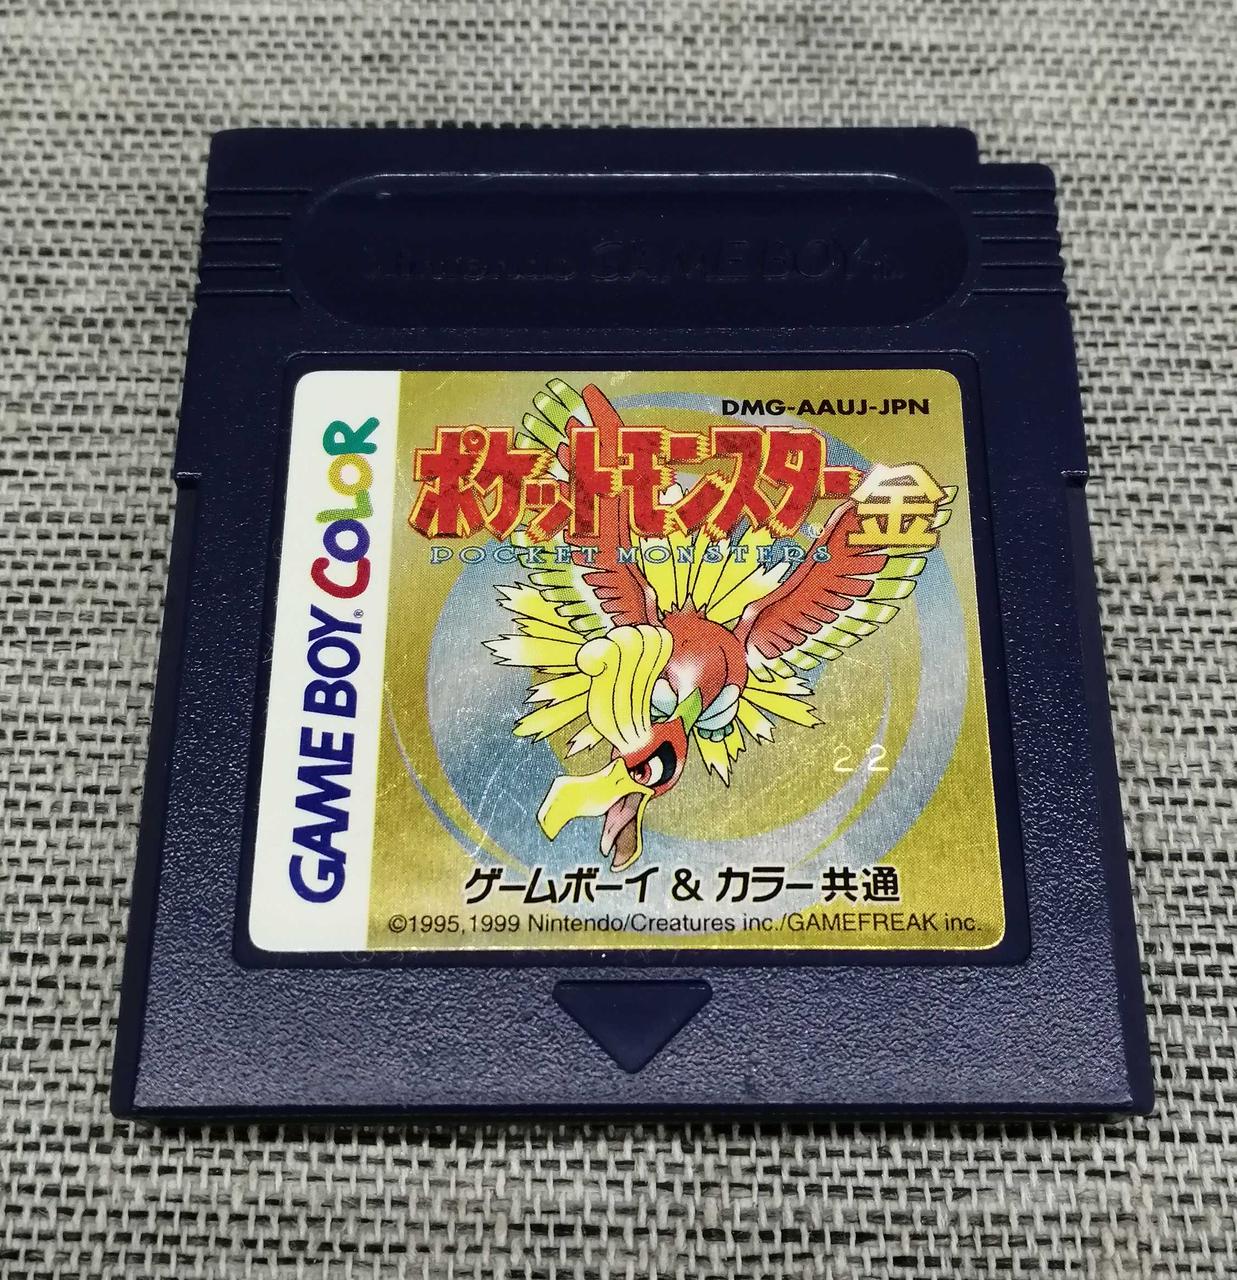 Nintendo GAME BOY
GAME BOY® COLOR
DMG-AAUJ-JPN
ポケットモンスター 金
POCKET MONSTERS
22
ゲームボーイ & カラー 共通
©1995,1999 Nintendo/Creatures inc./GAMEFREAK inc.